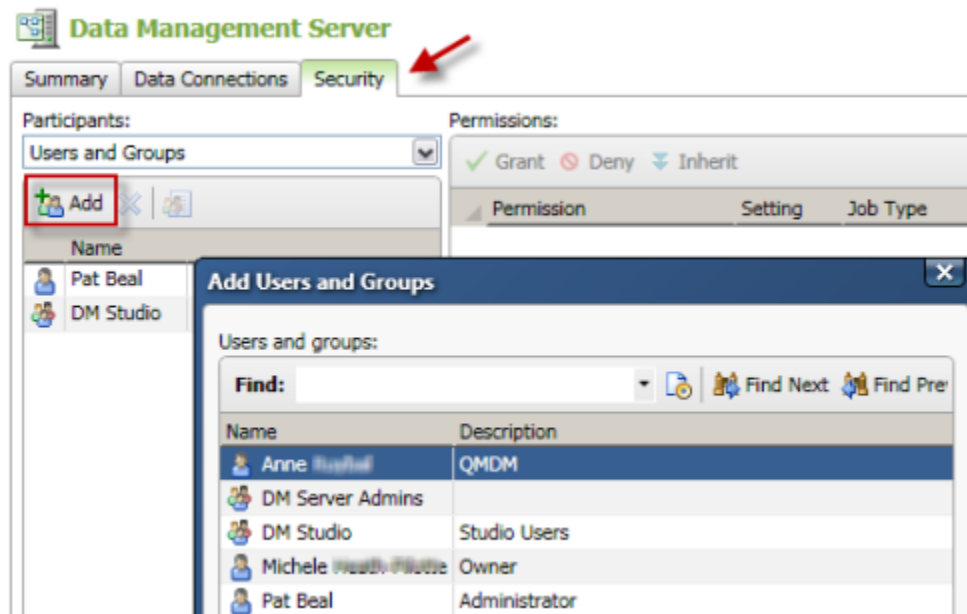 Data Management Server
Summary Data Connections Security
Participants: Permissions:
Users and Groups
Grant Deny Inherit
Add
Permission Setting Job Type
Name
Pat Beal
DM Studio
Add Users and Groups
Users and groups:
Find: Find Next Find Pre
Name Description
Anne QMDM
DM Server Admins
DM Studio Studio Users
Michele Owner
Pat Beal Administrator